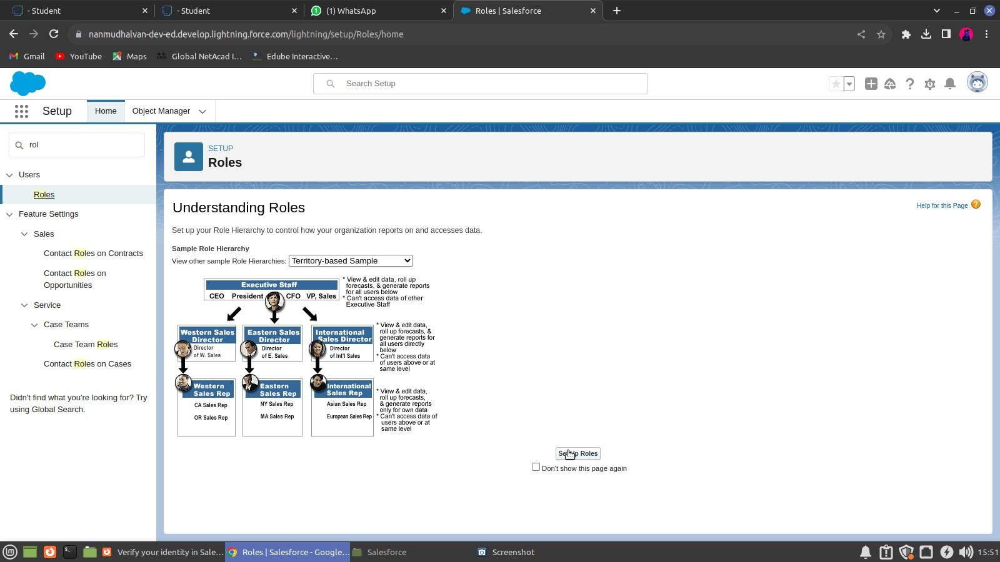 - Student
- Student
(1) WhatsApp
Roles | Salesforce
nanmudhalvan-dev-ed.develop.lightning.force.com/lightning/setup/Roles/home
Gmail
YouTube
Maps
Global NetAcad I...
Edube Interactive...
Search Setup
Setup
Home
Object Manager
rol
Users
Roles
Feature Settings
Sales
Contact Roles on Contracts
Contact Roles on
Opportunities
Service
Case Teams
Case Team Roles
Contact Roles on Cases
Didn't find what you're looking for? Try
using Global Search.
SETUP
Roles
Understanding Roles
Help for this Page ?
Set up your Role Hierarchy to control how your organization reports on and accesses data.
Sample Role Hierarchy
View other sample Role Hierarchies: Territory-based Sample
Executive Staff
CEO President CFO VP, Sales
* View & edit data, roll up
forecasts, & generate reports
for all users below
* Can't access data of other
Executive Staff
Western Sales
Director
Director
of W. Sales
Eastern Sales
Director
Director
of E. Sales
International
Sales Director
Director
of Int'l Sales
* View & edit data,
roll up forecasts, &
generate reports for
all users directly
below
* Can't access data
of users above or at
same level
Western
Sales Rep
CA Sales Rep
OR Sales Rep
Eastern
Sales Rep
NY Sales Rep
MA Sales Rep
International
Sales Rep
Asian Sales Rep
European Sales Rep
* View & edit data,
roll up forecasts,
& generate reports
only for own data
* Can't access data of
users above or at
same level
Set Up Roles
Don't show this page again
Verify your identity in Sale...
Roles | Salesforce - Google...
Salesforce
Screenshot
15:51